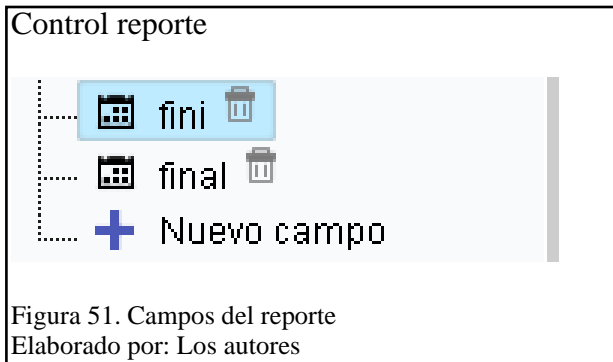 Control reporte
fini
final
Nuevo campo
Figura 51. Campos del reporte
Elaborado por: Los autores